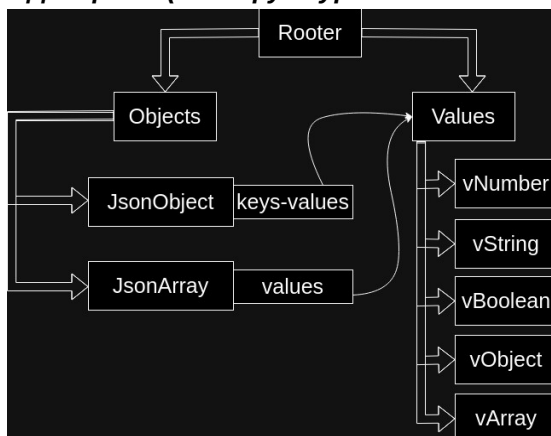 Rooter
Objects
Values
JsonObject
keys-values
vNumber
vString
JsonArray
values
vBoolean
vObject
vArray